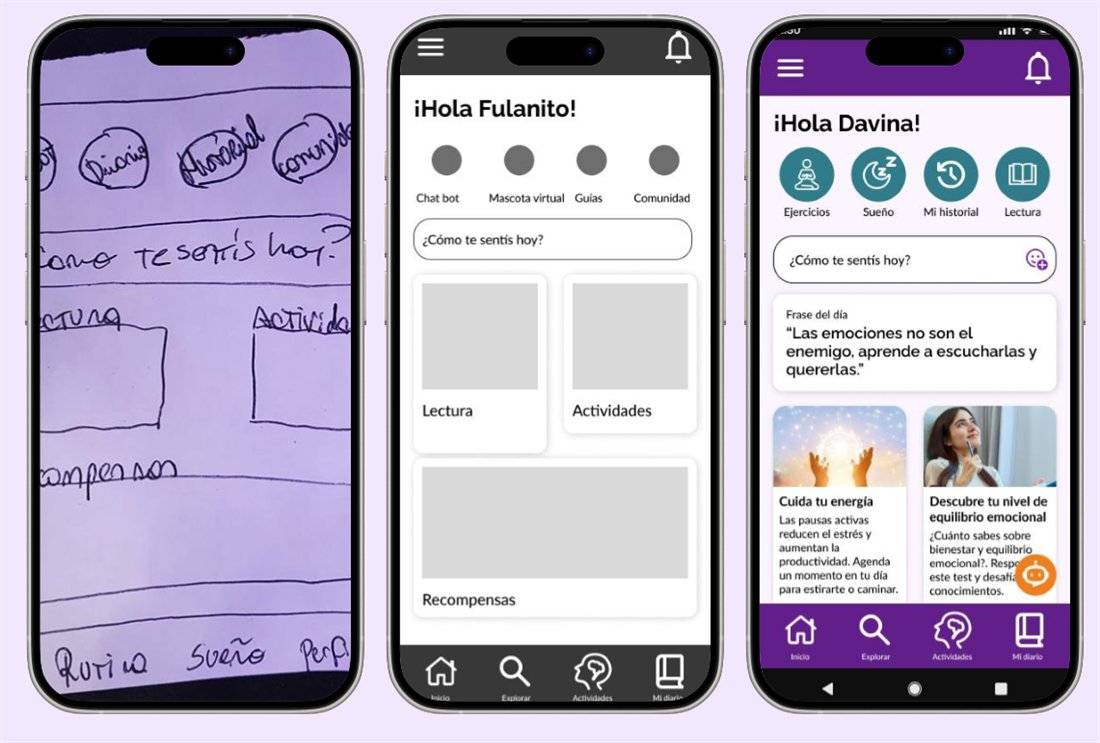 Diario
Historial
comunida
Como te sentís hoy?
ctura
Activida
compensas
Rutina
Sueño
Perfi
¡Hola Fulanito!
Chat bot
Mascota virtual
Guías
Comunidad
¿Cómo te sentís hoy?
Lectura
Actividades
Recompensas
Inicio
Explorar
Actividades
Mi diario
¡Hola Davina!
Ejercicios
Sueño
Mi historial
Lectura
¿Cómo te sentís hoy?
Frase del día
“Las emociones no son el
enemigo, aprende a escucharlas y
quererlas.”
Cuida tu energía
Las pausas activas
reducen el estrés y
aumentan la
productividad. Agenda
un momento en tu día
para estirarte o caminar.
Descubre tu nivel de
equilibrio emocional
¿Cuánto sabes sobre
bienestar y equilibrio
emocional?. Respo
este test y desafía
conocimientos.
Inicio
Explorar
Actividades
Mi diario